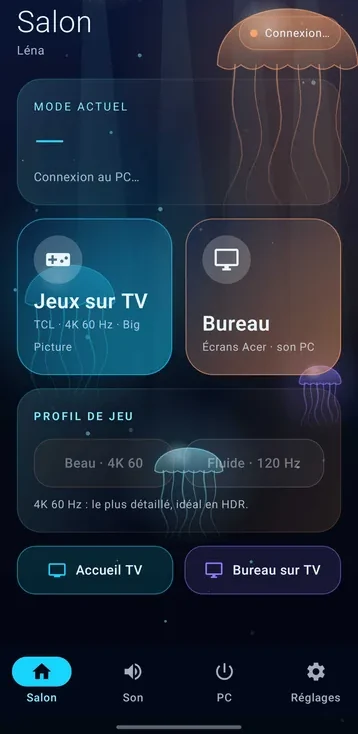 Salon
Connexion…
Léna
MODE ACTUEL
—
Connexion au PC…
Jeux sur TV
TCL · 4K 60 Hz · Big
Picture
Bureau
Écrans Acer · son PC
PROFIL DE JEU
Beau · 4K 60
Fluide · 120 Hz
4K 60 Hz : le plus détaillé, idéal en HDR.
Accueil TV
Bureau sur TV
Salon
Son
PC
Réglages